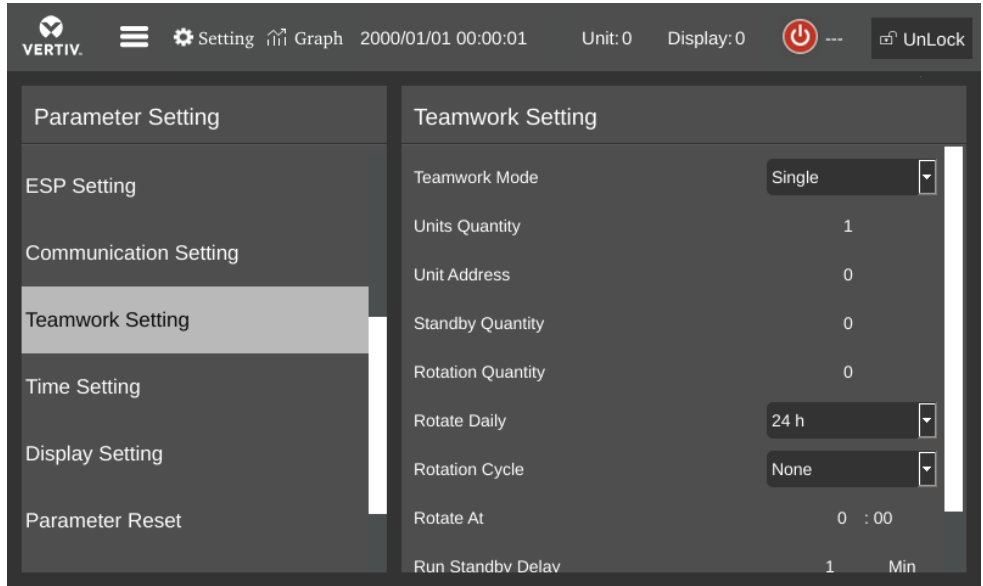 VERTIV.
Setting Graph 2000/01/01 00:00:01 Unit: 0 Display: 0 --- UnLock
Parameter Setting
ESP Setting
Communication Setting
Teamwork Setting
Time Setting
Display Setting
Parameter Reset
Teamwork Setting
Teamwork Mode Single
Units Quantity 1
Unit Address 0
Standby Quantity 0
Rotation Quantity 0
Rotate Daily 24 h
Rotation Cycle None
Rotate At 0 : 00
Run Standby Delay 1 Min